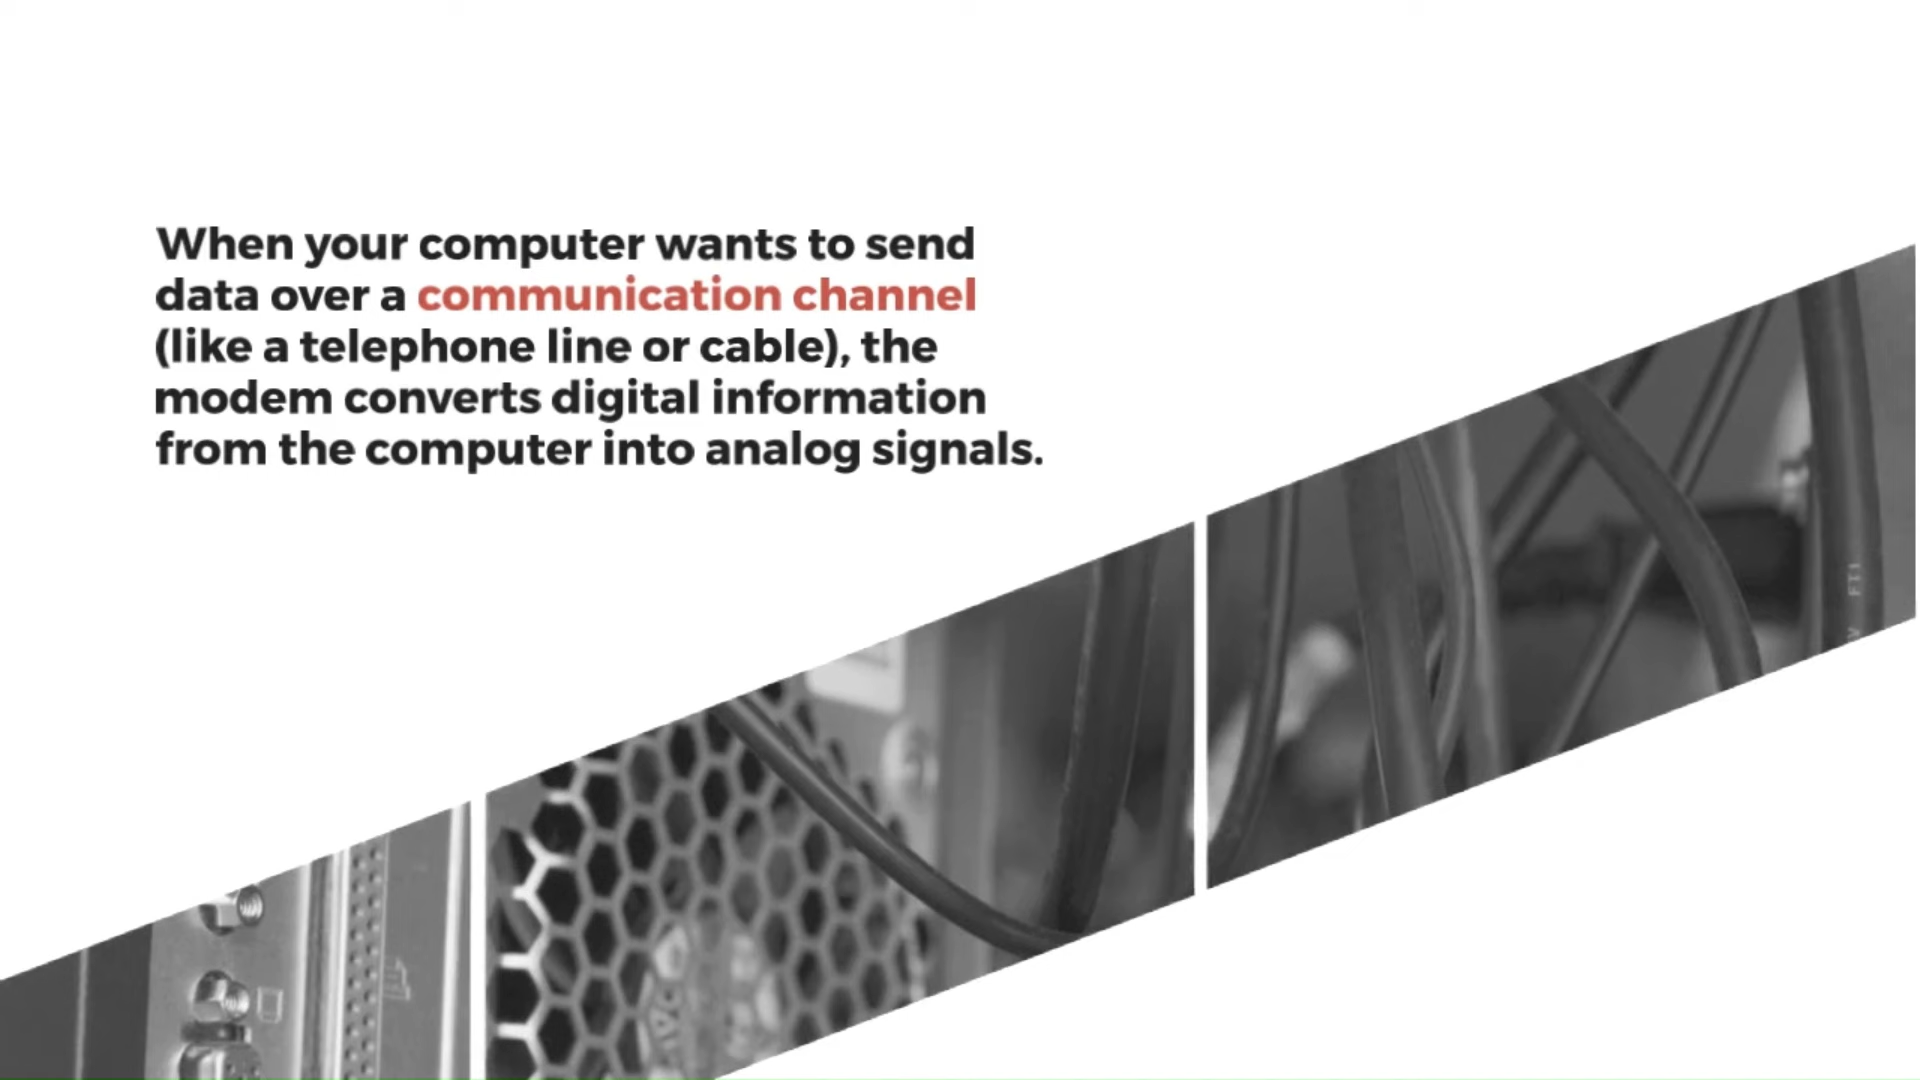 When your computer wants to send
data over a communication channel
(like a telephone line or cable), the
modem converts digital information
from the computer into analog signals.